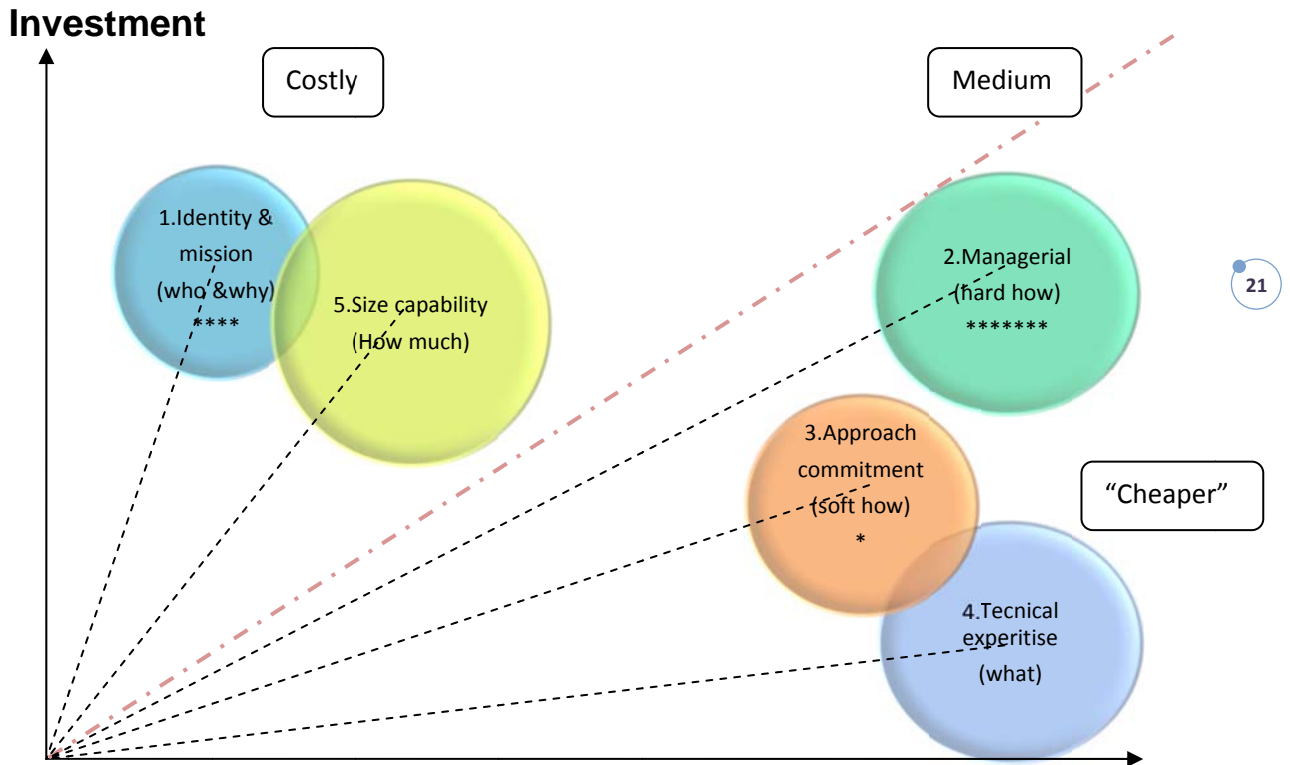 Investment
Costly
Medium
1.Identity &
mission
(who &why)
****
5.Size capability
(How much)
2.Managerial
(hard how)
*******
21
3.Approach
commitment
(soft how)
*
"Cheaper"
4.Tecnical
experitise
(what)